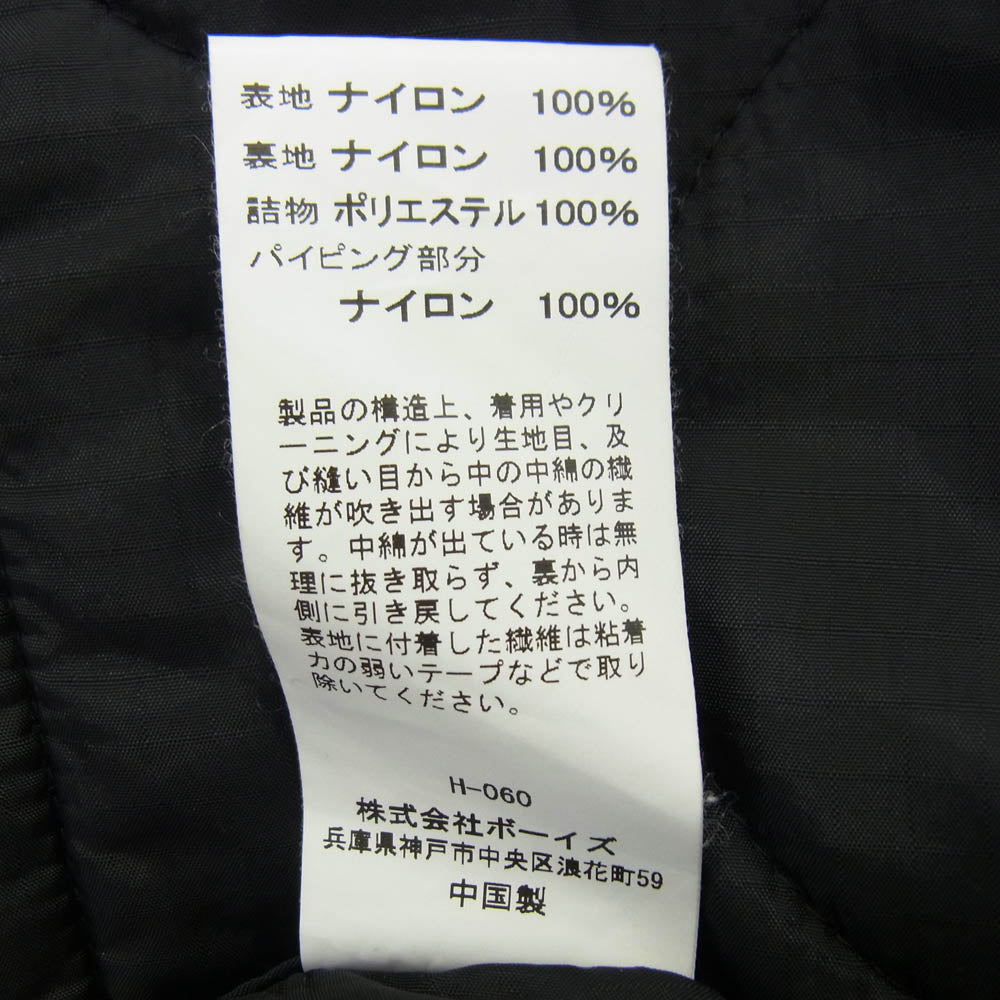 表地 ナイロン 100%
裏地 ナイロン 100%
詰物 ポリエステル 100%
パイピング部分
ナイロン 100%
製品の構造上、着用やクリ
ーニングにより生地目、及
び縫い目から中の中綿の繊
維が吹き出す場合がありま
す。中綿が出ている時は無
理に抜き取らず、裏から内
側に引き戻してください。
表地に付着した繊維は粘着
力の弱いテープなどで取り
除いてください。
H-060
株式会社ボーイズ
兵庫県神戸市中央区浪花町59
中国製